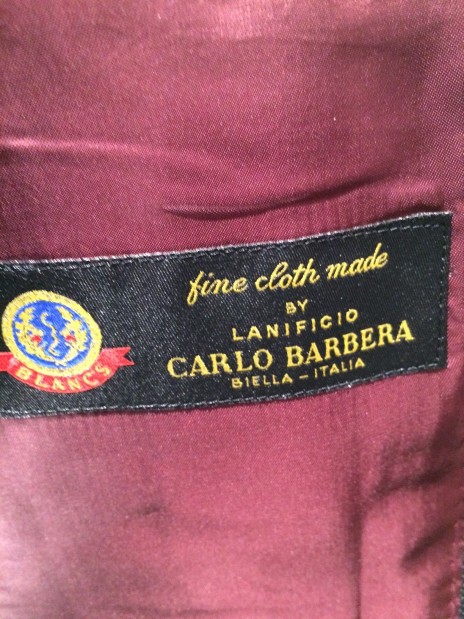 fine cloth made
BY
LANIFICIO
CARLO BARBERA
BIELLA - ITALIA
BLANCS